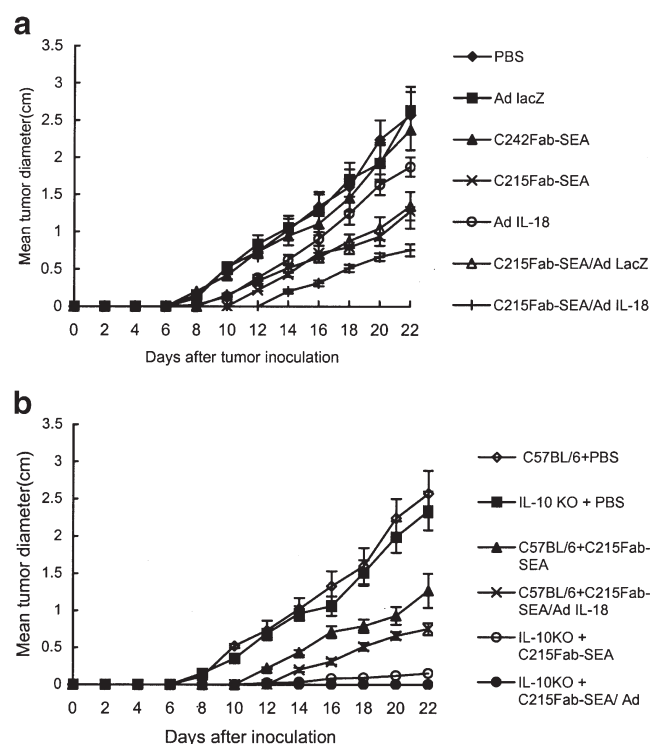 a
3.5
3
2.5
2
1.5
1
0.5
0
Mean tumor diameter(cm)
0 2 4 6 8 10 12 14 16 18 20 22
Days after tumor inoculation
PBS
Ad lacZ
C242Fab-SEA
C215Fab-SEA
Ad IL-18
C215Fab-SEA/Ad LacZ
C215Fab-SEA/Ad IL-18
b
3.5
3
2.5
2
1.5
1
0.5
0
Mean tumor diameter(cm)
0 2 4 6 8 10 12 14 16 18 20 22
Days after inoculation
C57BL/6+PBS
IL-10 KO + PBS
C57BL/6+C215Fab-
SEA
C57BL/6+C215Fab-
SEA/Ad IL-18
IL-10KO +
C215Fab-SEA
IL-10KO +
C215Fab-SEA/ Ad